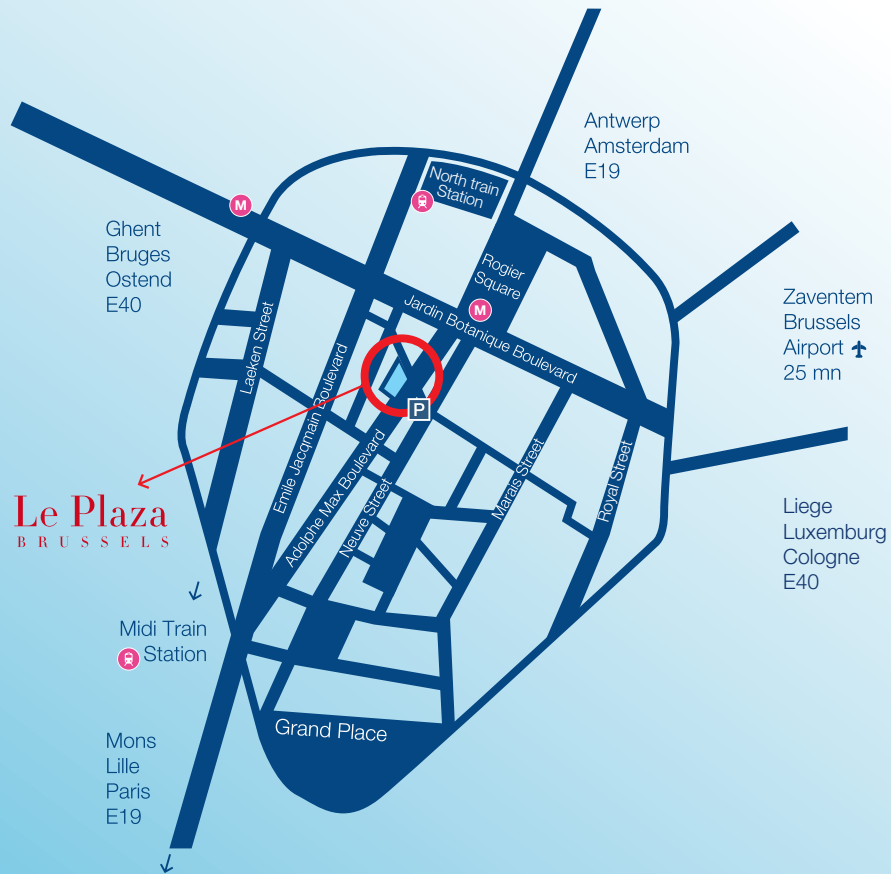 Antwerp
Amsterdam
E19
North train
Station
M
Ghent
Bruges
Ostend
E40
Rogier
Square
M
Zaventem
Brussels
Airport
25 mn
Jardin Botanique Boulevard
Laeken Street
Emile Jacqmain Boulevard
P
Adolphe Max Boulevard
Neuve Street
Marais Street
Royal Street
Le Plaza
BRUSSELS
Liege
Luxemburg
Cologne
E40
Midi Train
Station
Grand Place
Mons
Lille
Paris
E19